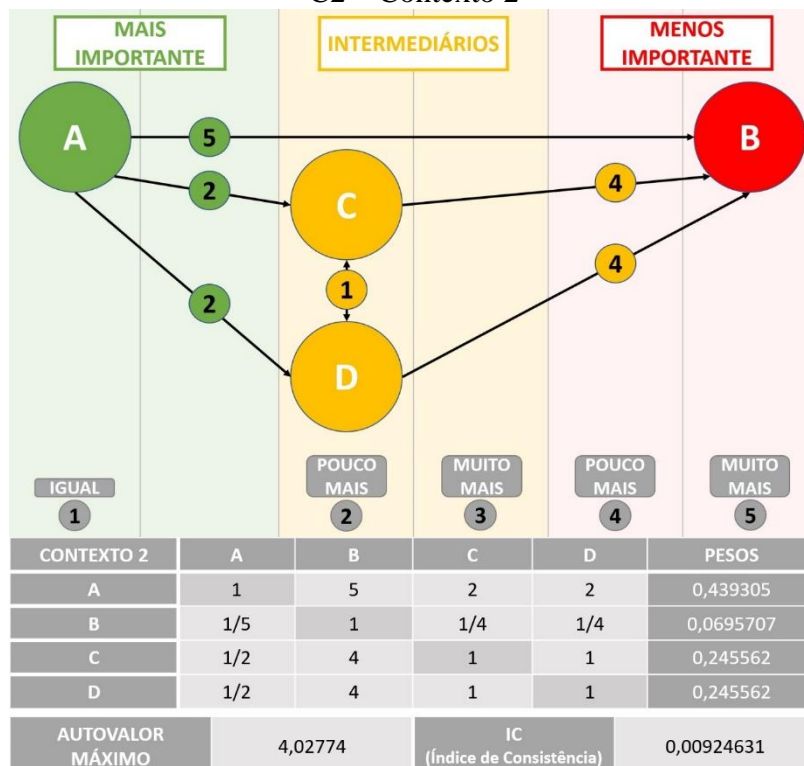 C2 – Contexto 2
MAIS
IMPORTANTE
INTERMEDIÁRIOS
MENOS
IMPORTANTE
A
5
B
2
C
4
1
4
2
D
IGUAL
1
POUCO
MAIS
2
MUITO
MAIS
3
POUCO
MAIS
4
MUITO
MAIS
5
CONTEXTO 2 A B C D PESOS
A 1 5 2 2 0,439305
B 1/5 1 1/4 1/4 0,0695707
C 1/2 4 1 1 0,245562
D 1/2 4 1 1 0,245562
AUTOVALOR
MÁXIMO
4,02774
IC
(Índice de Consistência)
0,00924631